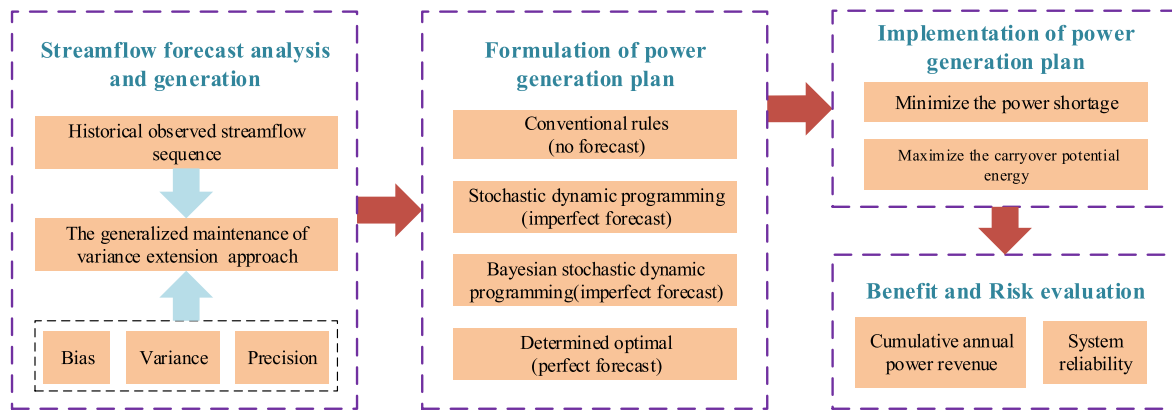 Streamflow forecast analysis
and generation
Historical observed streamflow
sequence
The generalized maintenance of
variance extension approach
Bias
Variance
Precision
Formulation of power
generation plan
Conventional rules
(no forecast)
Stochastic dynamic programming
(imperfect forecast)
Bayesian stochastic dynamic
programming(imperfect forecast)
Determined optimal
(perfect forecast)
Implementation of power
generation plan
Minimize the power shortage
Maximize the carryover potential
energy
Benefit and Risk evaluation
Cumulative annual
power revenue
System
reliability